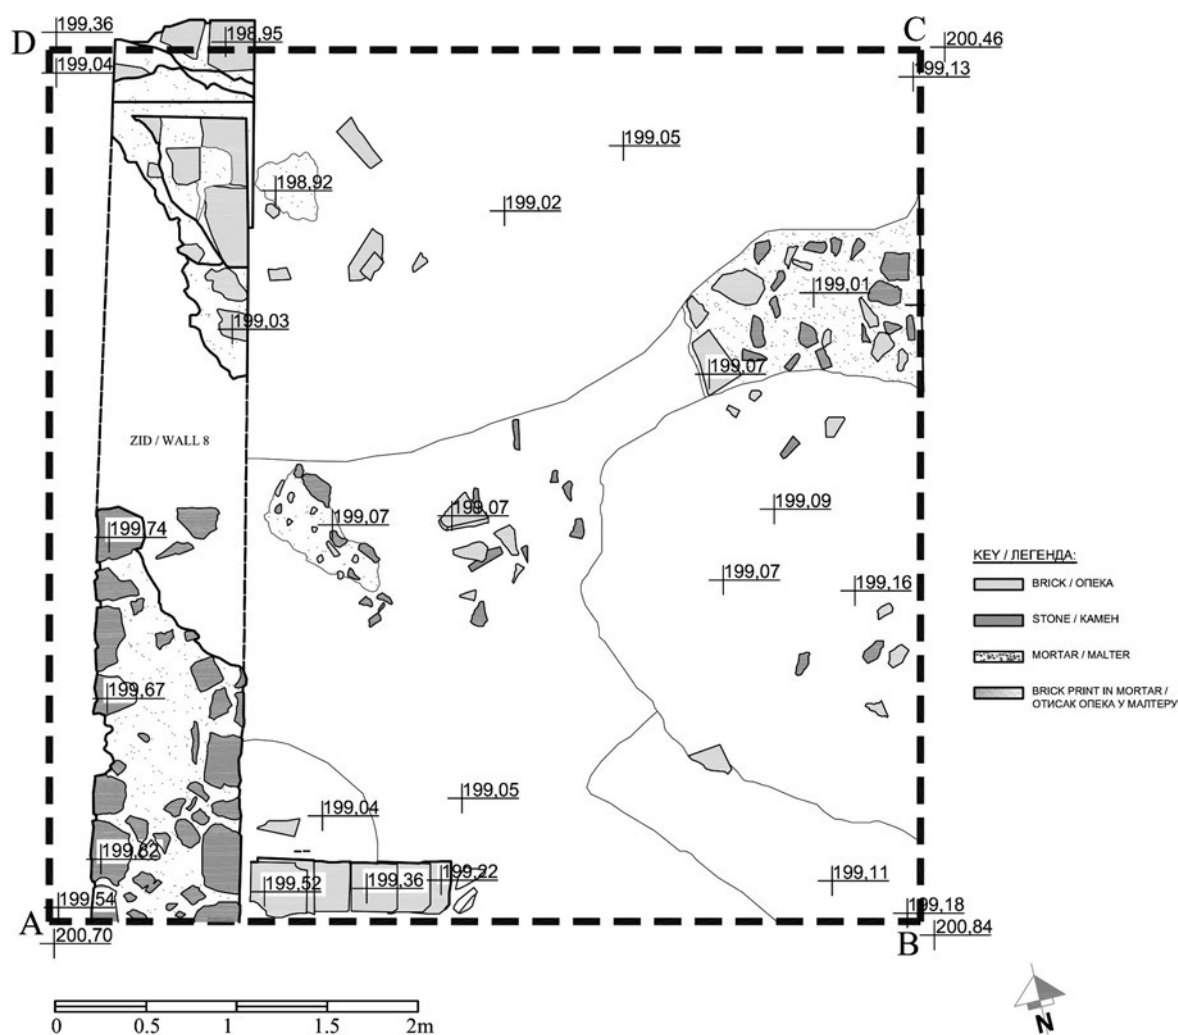 199,36
D
198,95
C
200,46
199,04
199,13
199,05
198,92
199,02
199,01
199,03
199,07
ZID / WALL 8
199,74
199,07
199,07
199,09
199,07
199,16
KEY / ЛЕГЕНДА:
BRICK / ОПЕКА
STONE / КАМЕН
MORTAR / MALTER
BRICK PRINT IN MORTAR /
ОТИСАК ОПЕКА У МАЛТЕРУ
199,67
199,05
199,04
199,82
199,52
199,36
199,22
199,11
199,54
199,18
A
B
200,70
200,84
0 0.5 1 1.5 2m
N